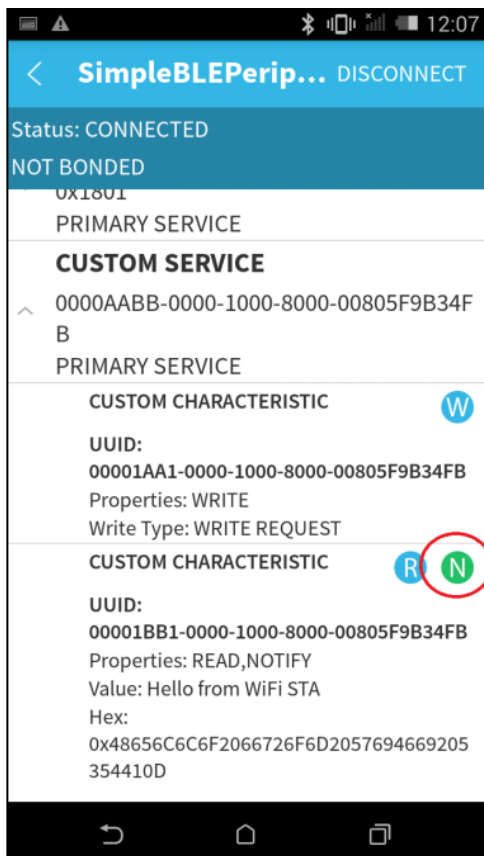 12:07
SimpleBLEPerip... DISCONNECT
Status: CONNECTED
NOT BONDED
0X1801
PRIMARY SERVICE
CUSTOM SERVICE
0000AABB-0000-1000-8000-00805F9B34F
B
PRIMARY SERVICE
CUSTOM CHARACTERISTIC
W
UUID:
00001AA1-0000-1000-8000-00805F9B34FB
Properties: WRITE
Write Type: WRITE REQUEST
CUSTOM CHARACTERISTIC
R N
UUID:
00001BB1-0000-1000-8000-00805F9B34FB
Properties: READ,NOTIFY
Value: Hello from WiFi STA
Hex:
0x48656C6C6F2066726F6D2057694669205
354410D